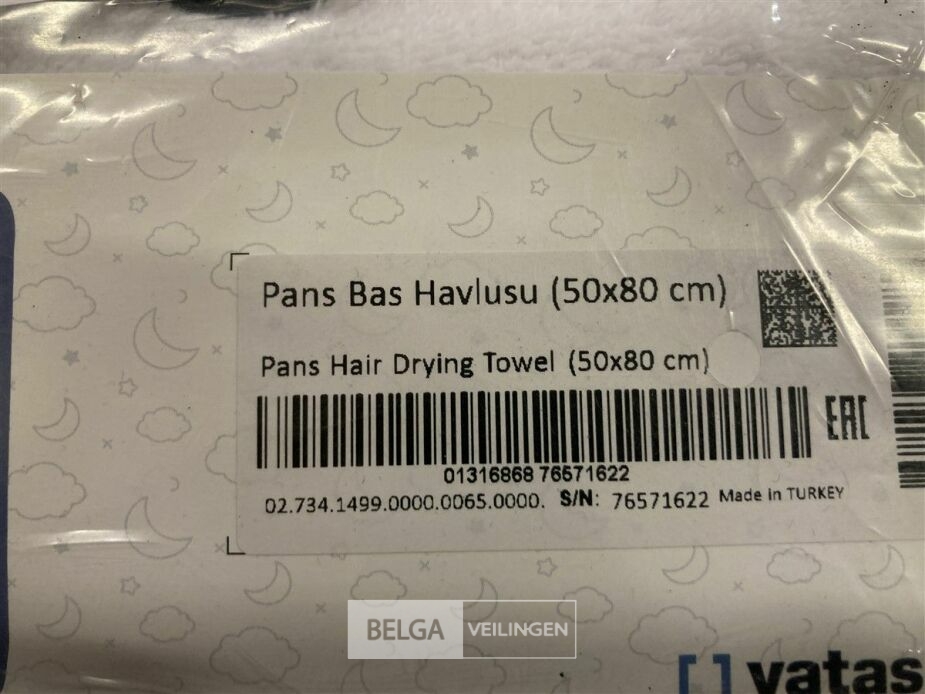 Pans Bas Havlusu (50x80 cm)
Pans Hair Drying Towel (50x80 cm)
EAC
01316868 76571622
02.734.1499.0000.0065.0000. S/N: 76571622 Made in TURKEY
BELGA VEILINGEN
vatas